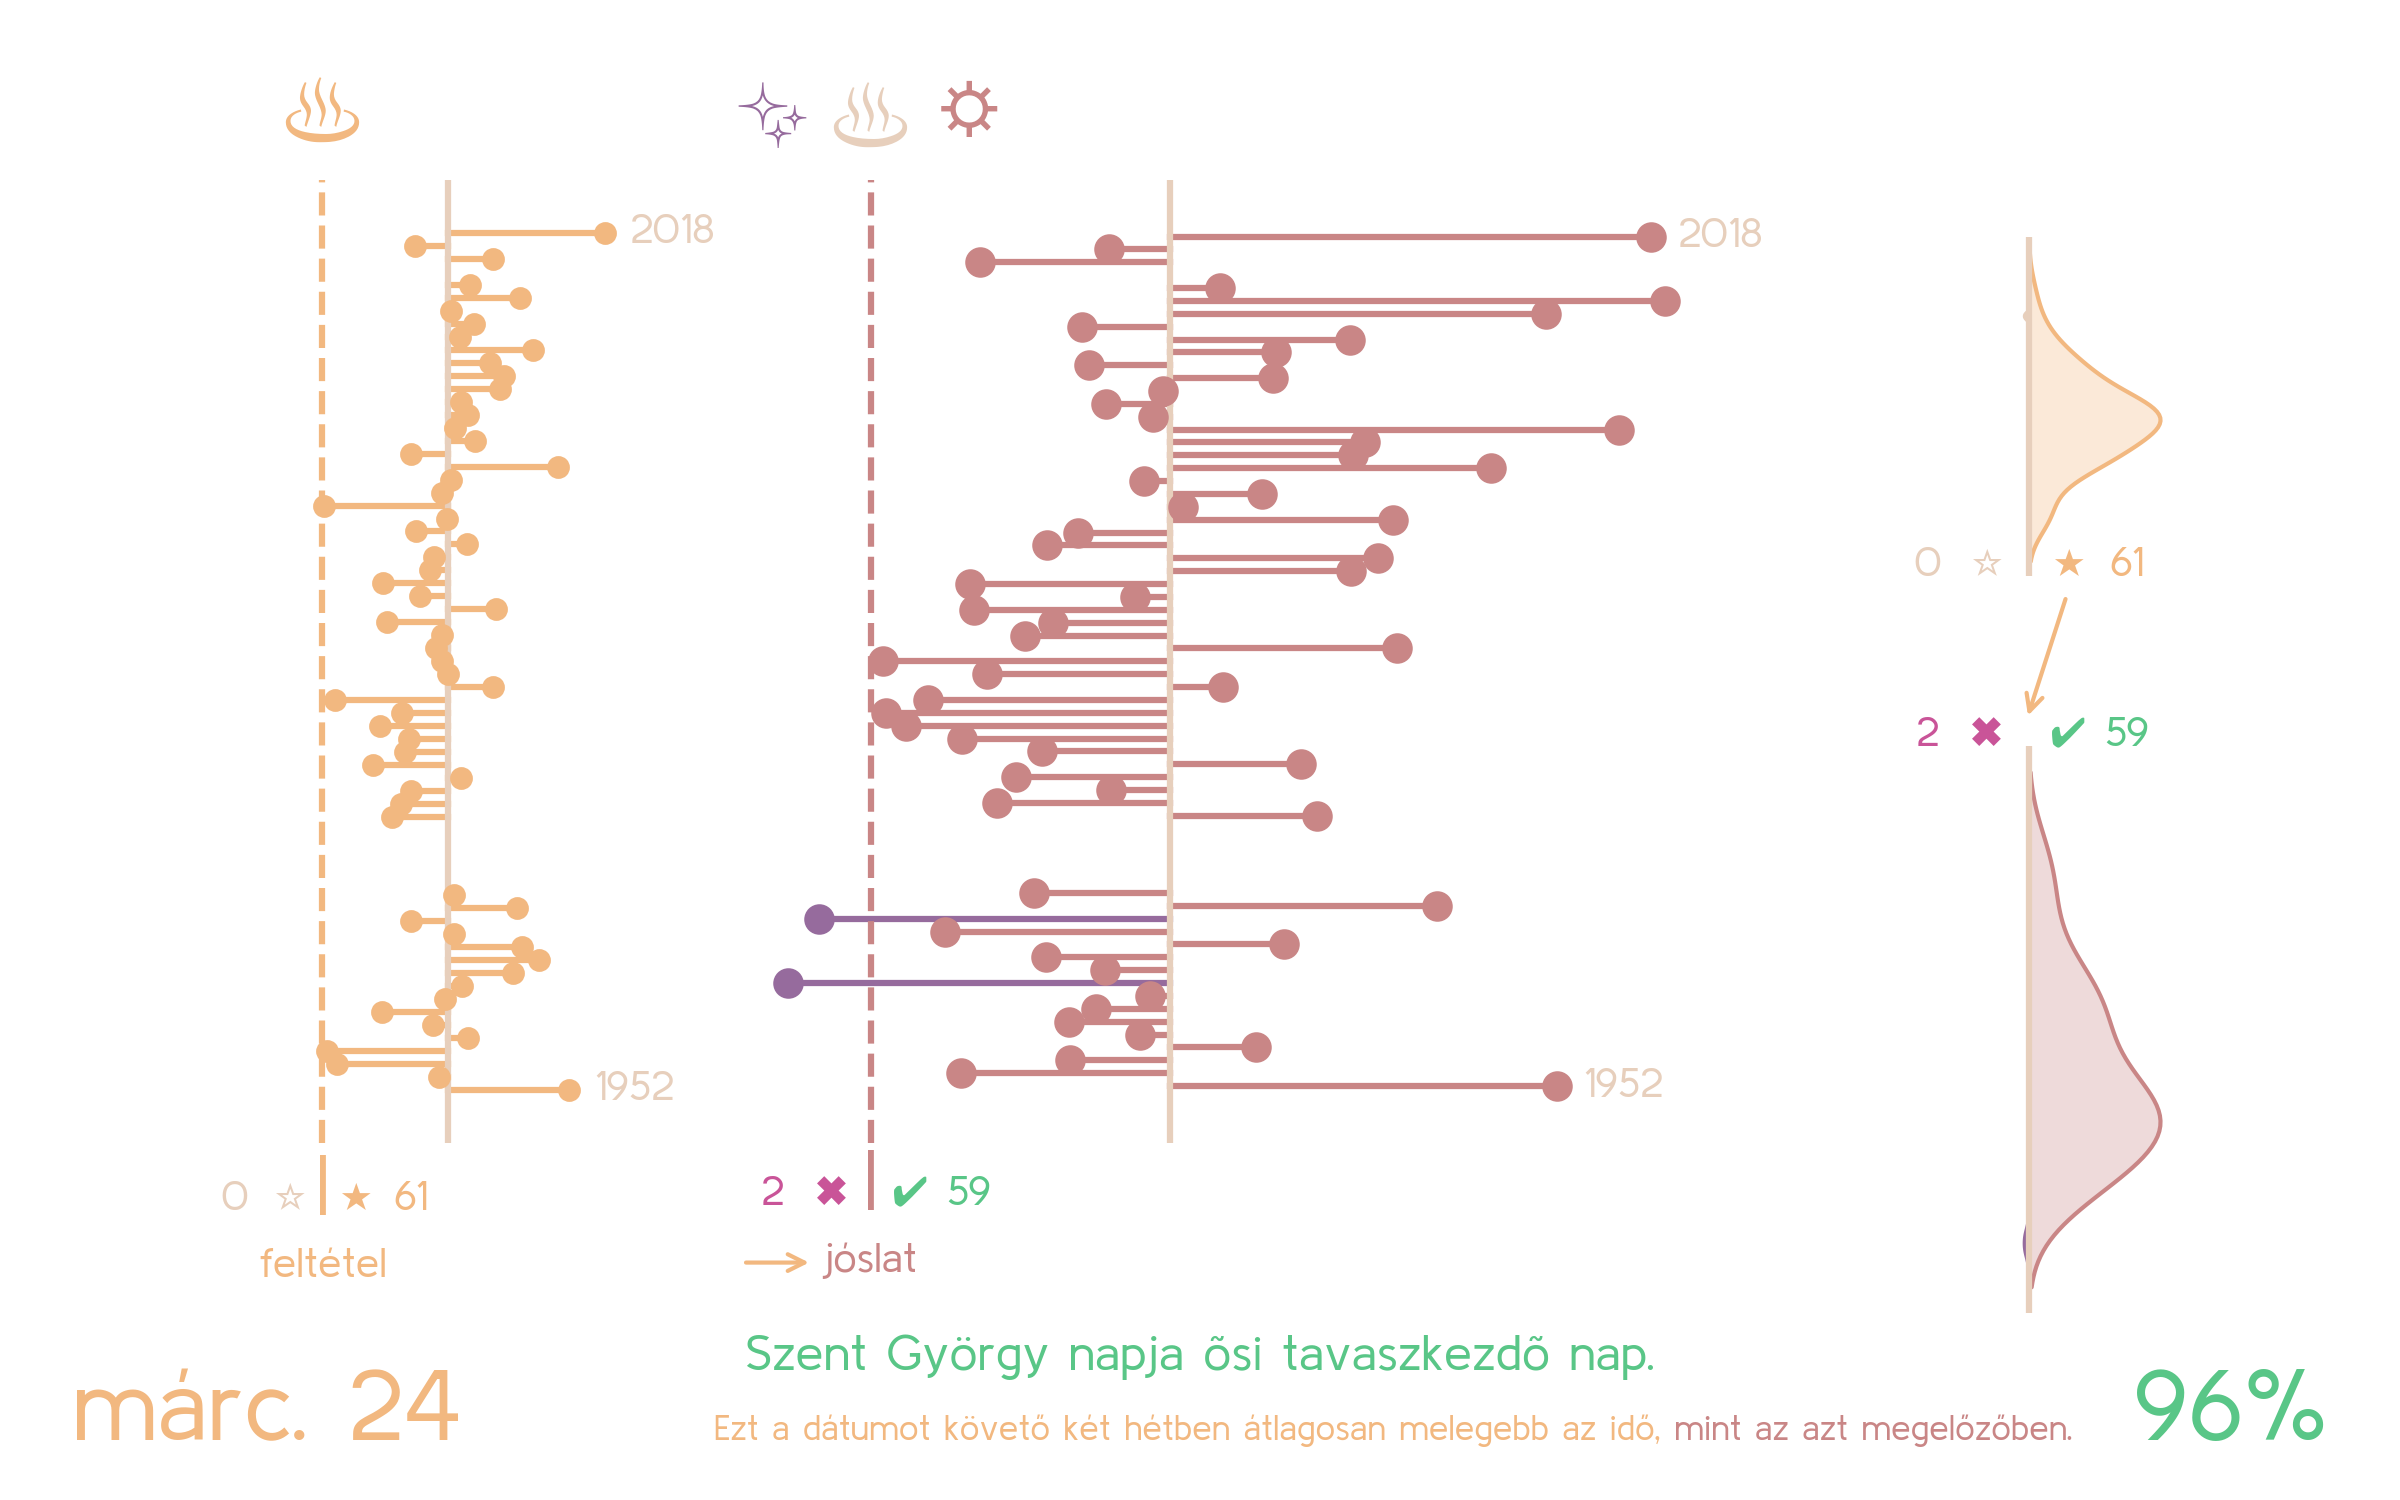 2018
2018
0 ☆ ★ 61
2 ✖ ✔ 59
1952
1952
0 ☆ ★ 61
2 ✖ ✔ 59
feltétel
jóslat
Szent György napja õsi tavaszkezdõ nap.
márc. 24
Ezt a dátumot követő két hétben átlagosan melegebb az idő, mint az azt megelőzőben.
96%